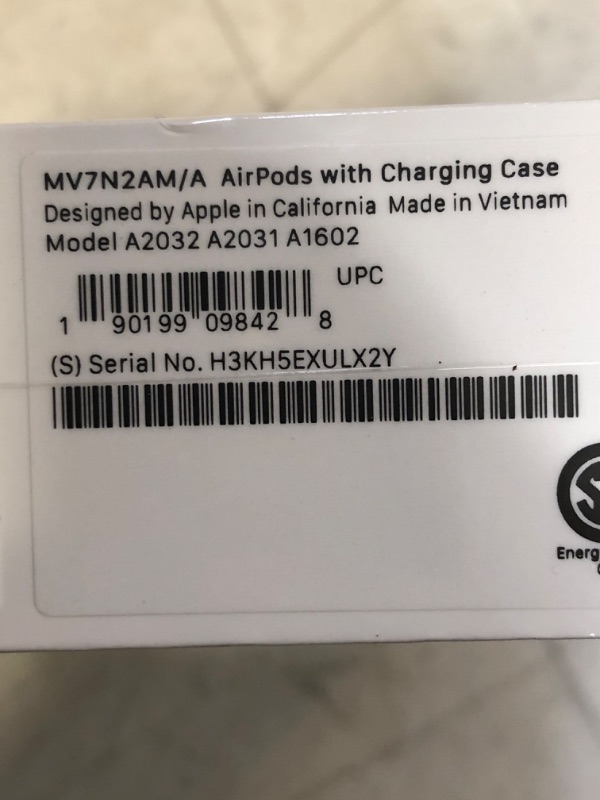 MV7N2AM/A AirPods with Charging Case
Designed by Apple in California Made in Vietnam
Model A2032 A2031 A1602
UPC
1 90199 09842 8
(S) Serial No. H3KH5EXULX2Y
Energ